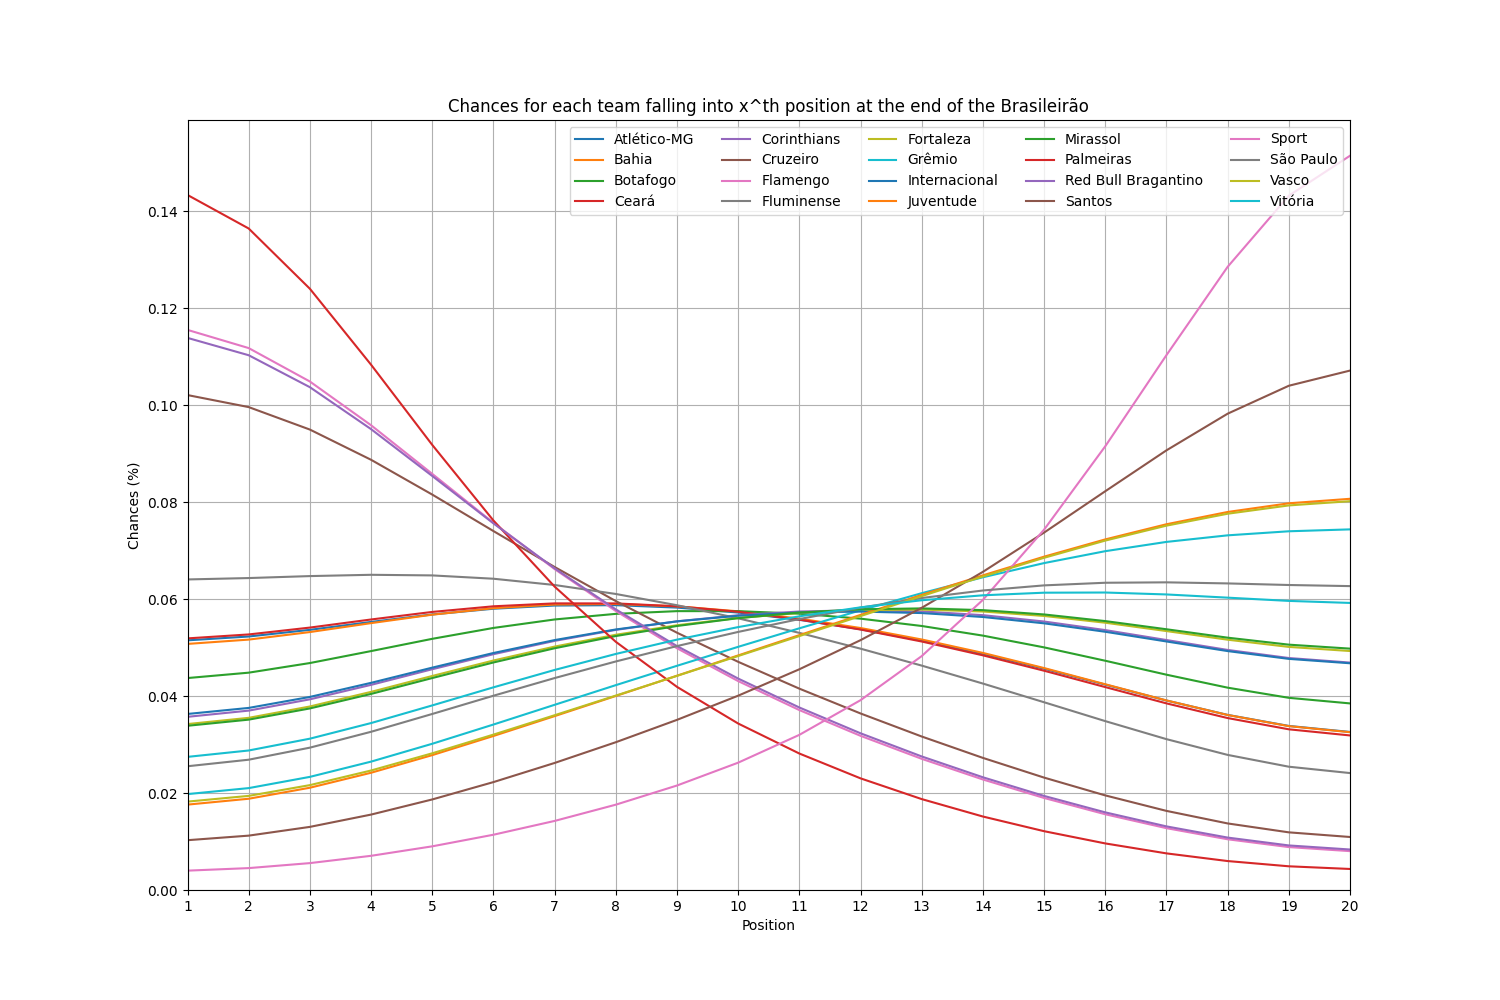 Chances for each team falling into x^th position at the end of the Brasileirão
Atlético-MG Corinthians Fortaleza Mirassol Sport
Bahia Cruzeiro Grêmio Palmeiras São Paulo
Botafogo Flamengo Internacional Red Bull Bragantino Vasco
Ceará Fluminense Juventude Santos Vitória
0.14
0.12
0.10
0.08
0.06
0.04
0.02
0.00
Chances (%)
1 2 3 4 5 6 7 8 9 10 11 12 13 14 15 16 17 18 19 20
Position